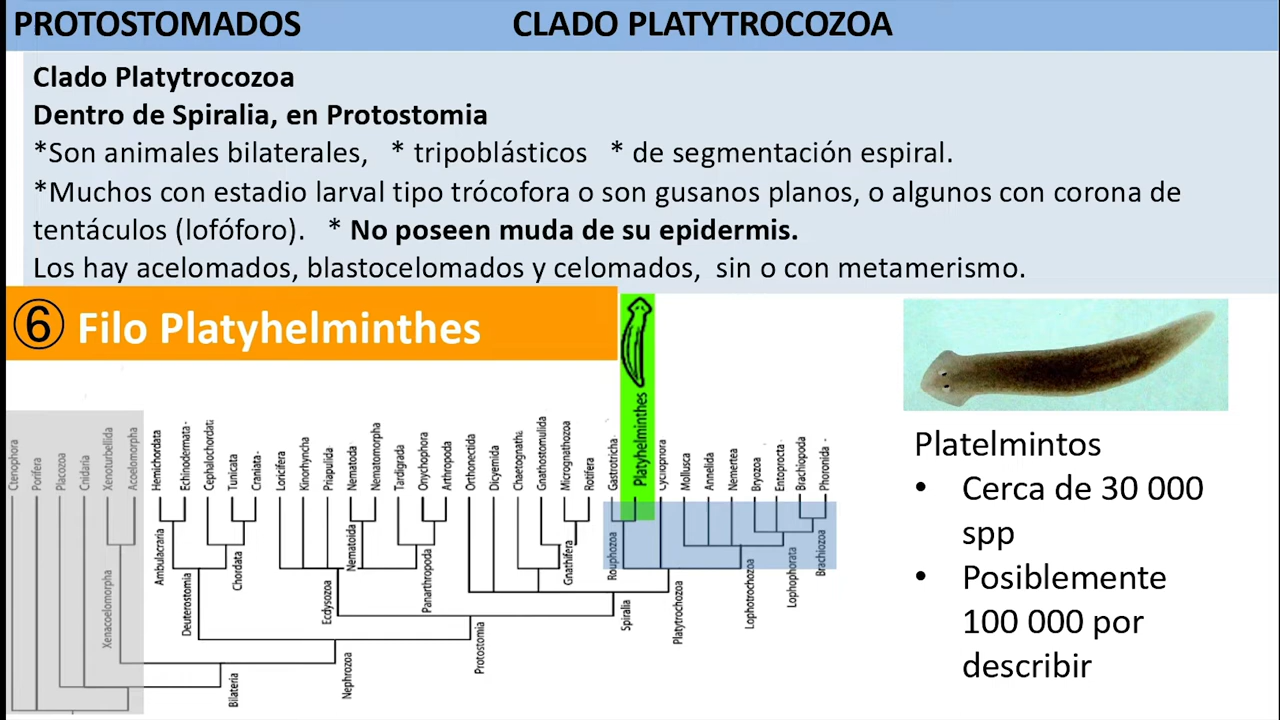 PROTOSTOMADOS CLADO PLATYTROCOZOA
Clado Platytrocozoa
Dentro de Spiralia, en Protostomia
*Son animales bilaterales, * tripoblásticos * de segmentación espiral.
*Muchos con estadio larval tipo trócofora o son gusanos planos, o algunos con corona de
tentáculos (lofóforo). * No poseen muda de su epidermis.
Los hay acelomados, blastocelomados y celomados, sin o con metamerismo.
⑥ Filo Platyhelminthes
Ctenophora
Porifera
Placozoa
Cnidaria
Xenoturbellida
Acoelomorpha
Hemichordata
Echinodermata
Cephalochordat
Tunicata
Craniata
Loricifera
Kinorhyncha
Priapulida
Nematoda
Nematomorpha
Tardigrada
Onychophora
Arthropoda
Orthonectida
Dicyemida
Chaetognatha
Gnathostomulida
Micrognathozoa
Rotifera
Gastrotricha
Platyhelminthes
Mollusca
Annelida
Nemertea
Bryozoa
Entoprocta
Brachiopoda
Phoronida
Xenacoelomorpha
Ambulacraria
Deuterostomia
Chordata
Bilateria
Ecdysozoa
Nephrozoa
Nematoida
Panarthropoda
Protostomia
Gnathifera
Rouphozoa
Spiralia
Platytrochozoa
Lophotrochozoa
Lophophorata
Brachiozoa
Platelmintos
• Cerca de 30 000
spp
• Posiblemente
100 000 por
describir